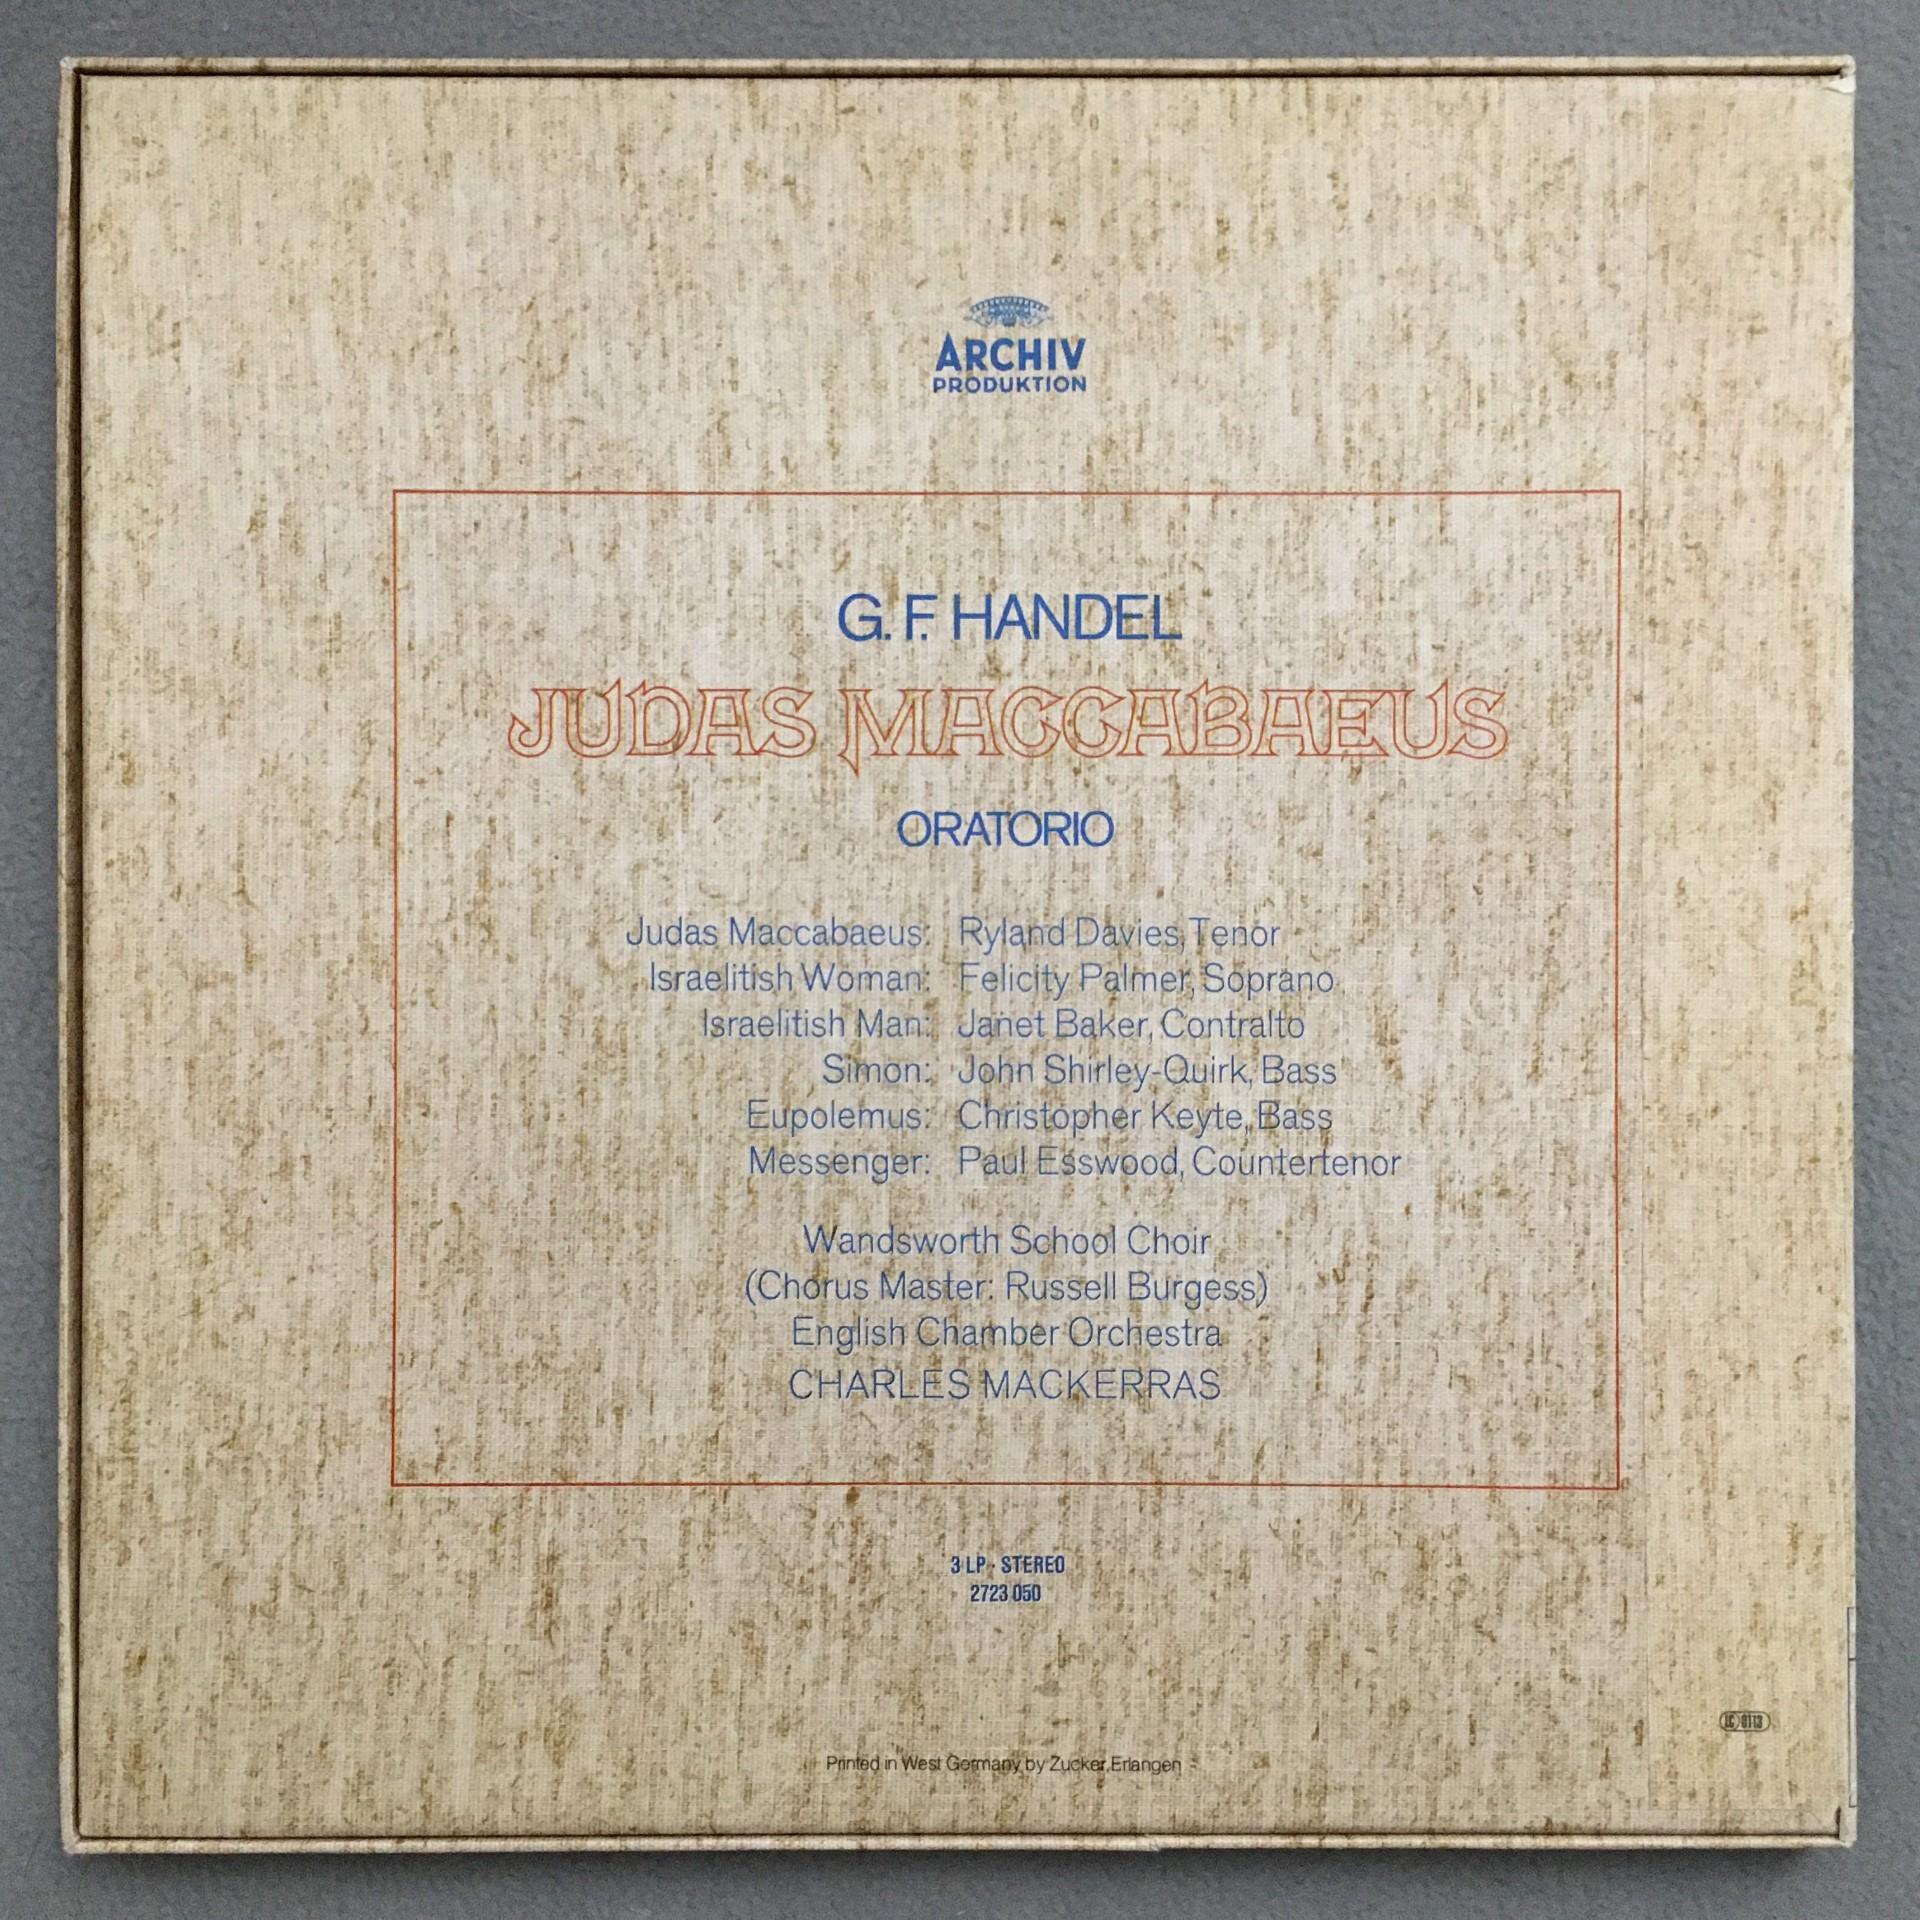 ARCHIV
PRODUKTION
G. F. HANDEL
JUDAS MACCABAEUS
ORATORIO
Judas Maccabaeus: Ryland Davies, Tenor
Israelitish Woman: Felicity Palmer, Soprano
Israelitish Man: Janet Baker, Contralto
Simon: John Shirley-Quirk, Bass
Eupolemus: Christopher Keyte, Bass
Messenger: Paul Esswood, Countertenor
Wandsworth School Choir
(Chorus Master: Russell Burgess)
English Chamber Orchestra
CHARLES MACKERRAS
3 LP · STEREO
2723 050
LC 0113
Printed in West Germany by Zucker, Erlangen